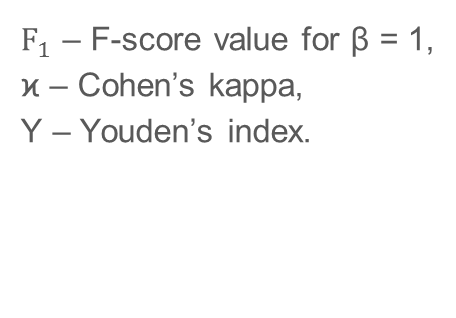 F₁ – F-score value for β = 1,
ϰ – Cohen’s kappa,
Y – Youden’s index.